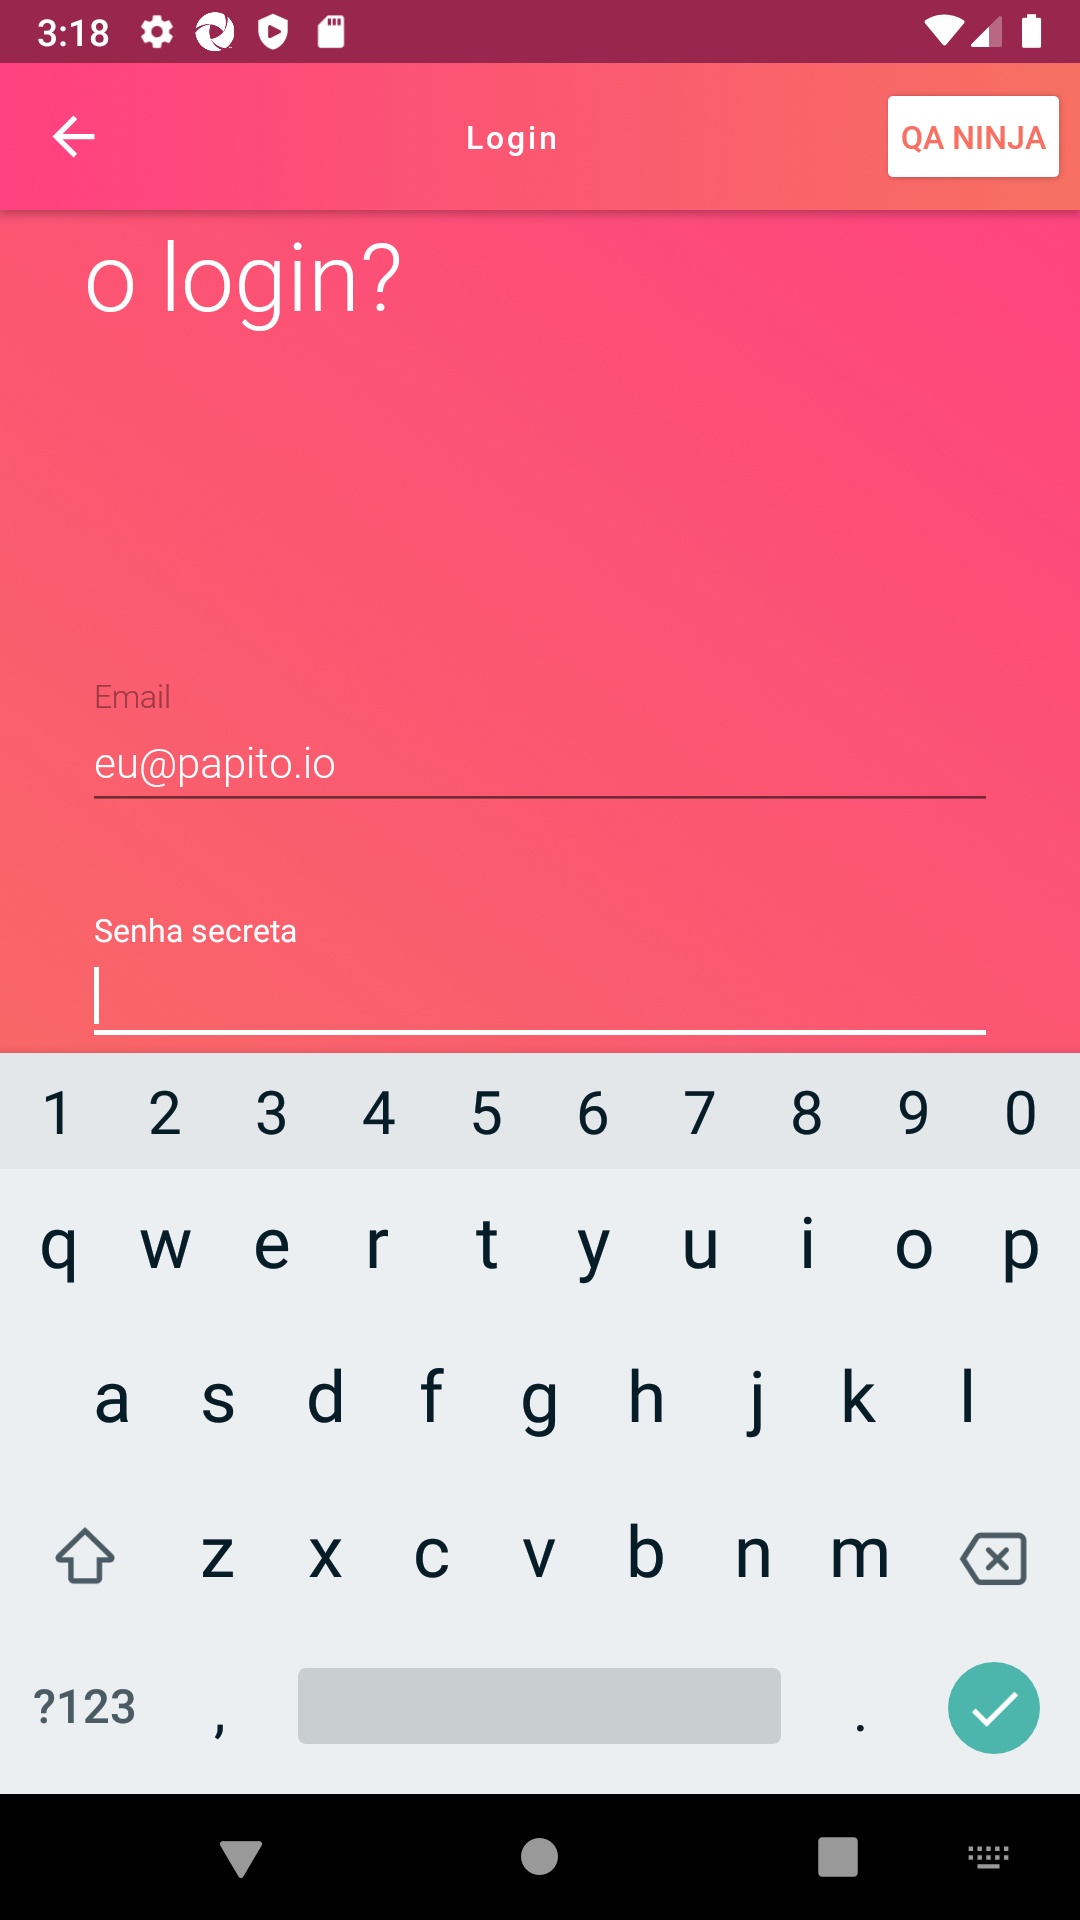 3:18
Login
QA NINJA
o login?
Email
eu@papito.io
Senha secreta
1 2 3 4 5 6 7 8 9 0
q w e r t y u i o p
a s d f g h j k l
z x c v b n m
?123 , .